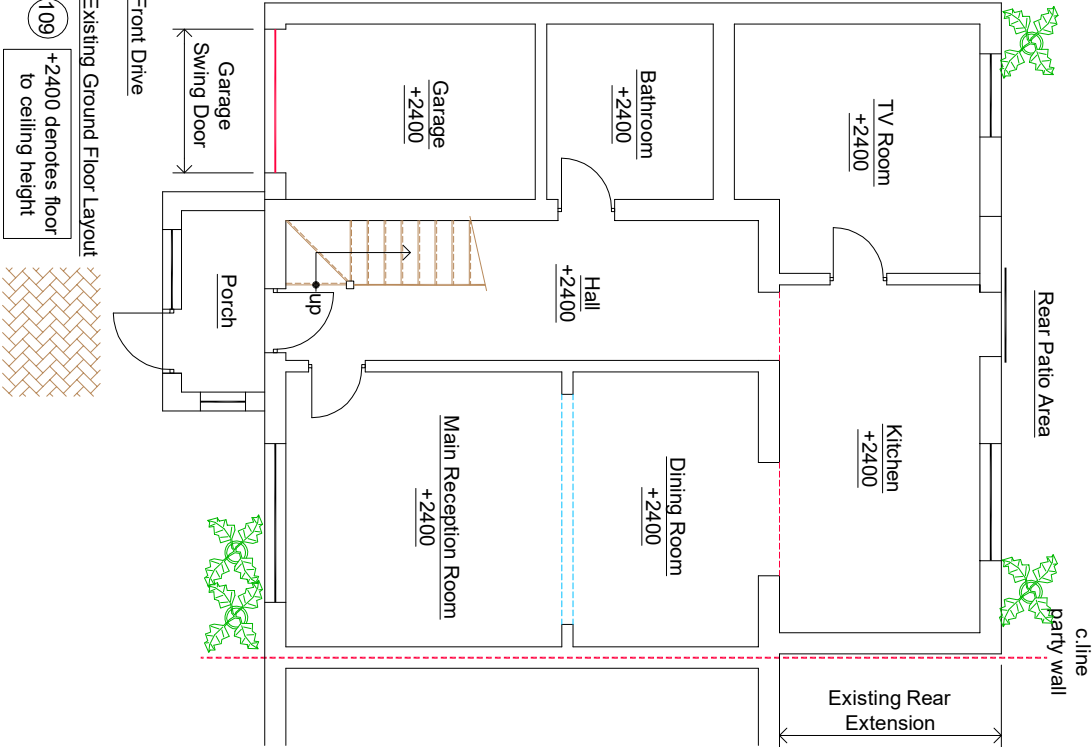 Rear Patio Area
c.line
party wall
TV Room
+2400
Kitchen
+2400
Existing Rear
Extension
Bathroom
+2400
Hall
+2400
Dining Room
+2400
Garage
+2400
up
Main Reception Room
+2400
Garage
Swing Door
Porch
Front Drive
Existing Ground Floor Layout
109
+2400 denotes floor
to ceiling height